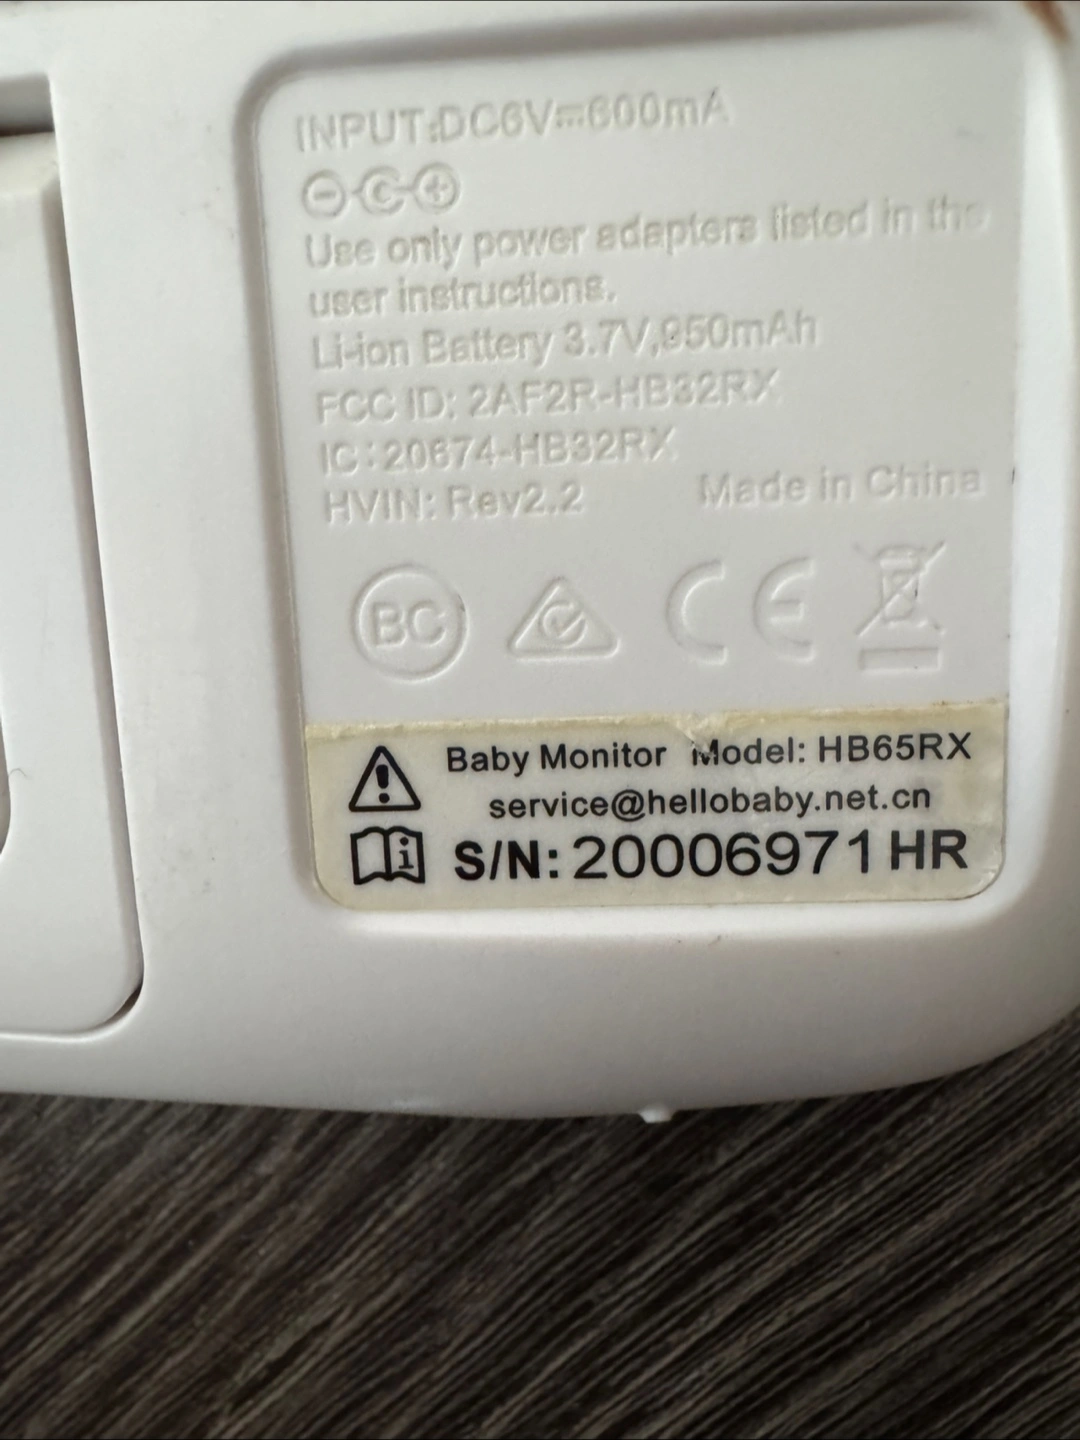 INPUT:DC6V⎓600mA
Use only power adapters listed in the
user instructions.
Li-ion Battery 3.7V,950mAh
FCC ID: 2AF2R-HB32RX
IC:20674-HB32RX
HVIN: Rev2.2
Made in China
BC
CE
Baby Monitor Model: HB65RX
service@hellobaby.net.cn
S/N: 20006971HR